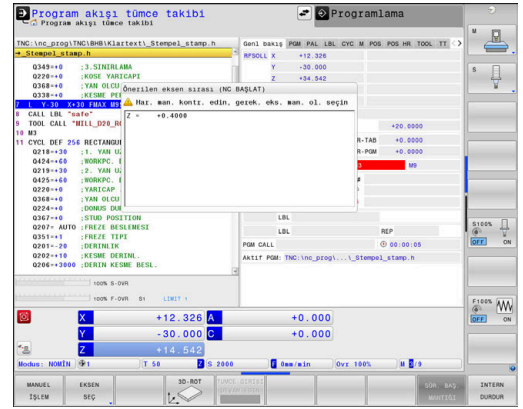 Program akışı tümce takibi
Program akışı tümce takibi
Programlama
TNC:\nc_prog\TNC\BHB\Klartext\_Stempel_stamp.h
→_Stempel_stamp.h
Q349=+0 ;3.SINIRLAMA
Q220=+0 ;KOSE YARICAPI
Q368=+0 ;YAN OLCU
Q338=+0 ;KESME
7 L Y-30 X+30 FMAX
8 CALL LBL "safe"
9 TOOL CALL "MILL_D20_
10 M3
11 CYCL DEF 256 RECTANGU
Q218=+30 ;1. YAN
Q424=+60 ;WORKPC.
Q219=+30 ;2. YAN
Q425=+60 ;WORKPC.
Q220=+0 ;YARICAP
Q368=+0 ;YAN OLCU
Q224=+0 ;DONUS
Q367=+0 ;STUD POSITION
Q207= AUTO ;FREZE BESLEMESI
Q351=+1 ;FREZE TIPI
Q201=-20 ;DERINLIK
Q202=+10 ;KESME DERINL.
Q206=+3000 ;DERIN KESME BESL.
Genl bakış PGM PAL LBL CYC M POS POS HR TOOL TT
RFSOLL X +12.326
Y -30.000
Z +34.542
Önerilen eksen sırası (NC BAŞLAT)
Har. man. kontr. edin, gerek. eks. man. ol. seçin
Z = +0.4000
+20.0000
R-TAB +0.0000
R-PGM +0.0000
M9
LBL
LBL REP
PGM CALL 00:00:05
Aktif PGM: TNC:\nc_prog\...\_Stempel_stamp.h
100% S-OVR
100% F-OVR S1 LIMIT 1
X +12.326 A +0.000
Y -30.000 C +0.000
Z +14.542
Modus: NOMİN 1 T 50 Z S 2000 F 0mm/min Ovr 100% M 5/9
M
S
S100%
OFF ON
F100%
OFF ON
MANUEL İŞLEM
EKSEN SEÇ
3D-ROT
SÜR BAŞ MANTIĞI
INTERN DURDUR